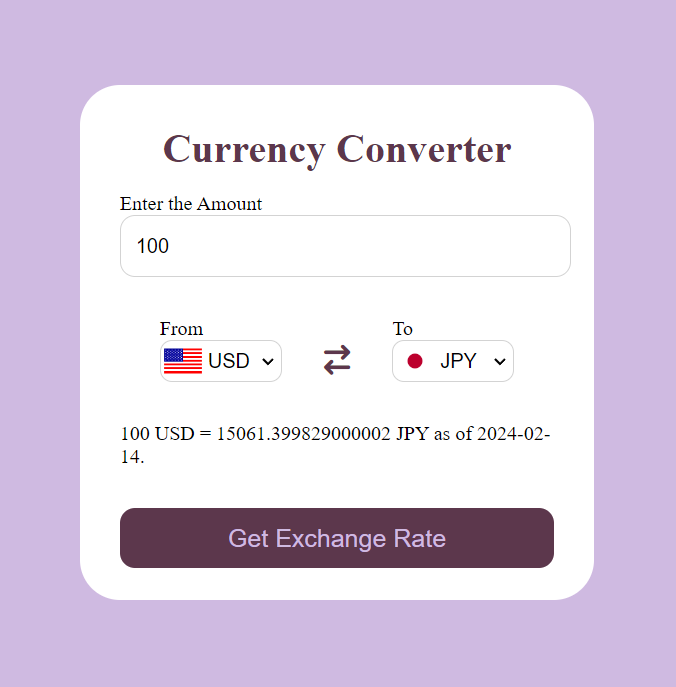 Currency Converter
Enter the Amount
100
From
To
USD
JPY
100 USD = 15061.399829000002 JPY as of 2024-02-
14.
Get Exchange Rate